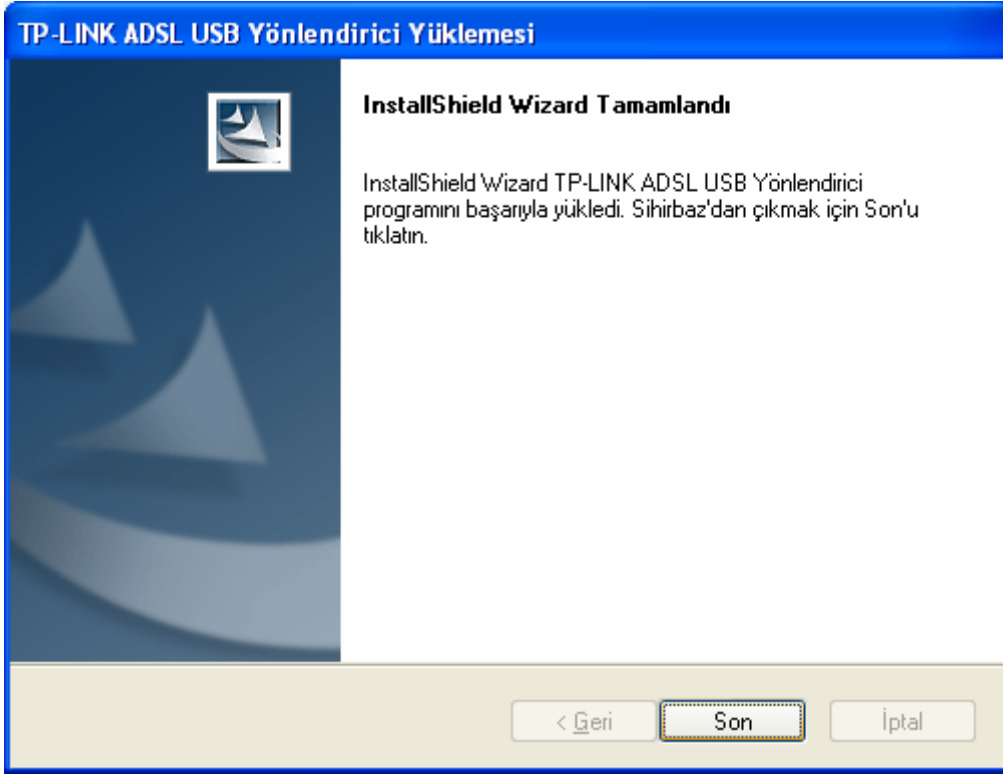 TP-LINK ADSL USB Yönlendirici Yüklemesi
InstallShield Wizard Tamamlandı
InstallShield Wizard TP-LINK ADSL USB Yönlendirici
programını başarıyla yükledi. Sihirbaz'dan çıkmak için Son'u
tıklatın.
< Geri Son İptal